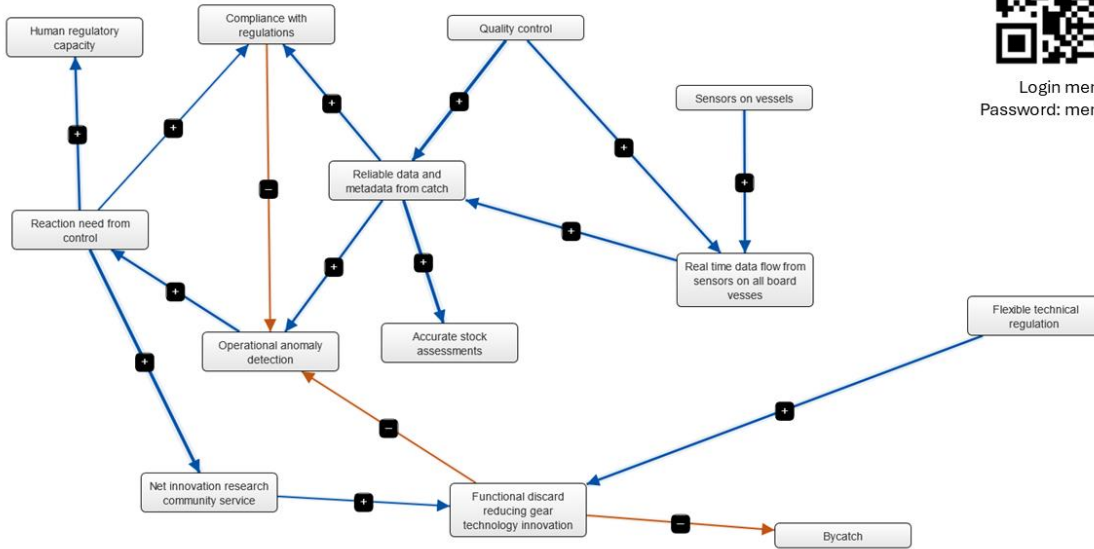 Human regulatory
capacity
Compliance with
regulations
Quality control
Sensors on vessels
Login mer
Password: mer
+
+
+
+
+
+
–
Reliable data and
metadata from catch
Reaction need from
control
+
+
+
+
Real time data flow from
sensors on all board
vesses
Flexible technical
regulation
Operational anomaly
detection
Accurate stock
assessments
+
+
–
Net innovation research
community service
+
Functional discard
reducing gear
technology innovation
–
Bycatch